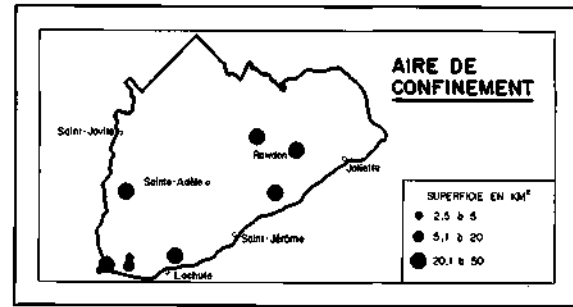 AIRE DE
CONFINEMENT
Saint-Jovite
Rawdon
Joliette
Sainte-Adèle
SUPERFICIE EN KM²
2,5 à 5
5,1 à 20
20,1 à 50
Saint-Jérôme
Lachute